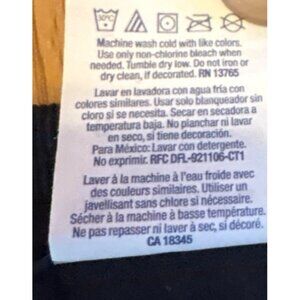 30°C
Machine wash cold with like colors.
Use only non-chlorine bleach when
needed. Tumble dry low. Do not iron or
dry clean, if decorated. RN 13765
Lavar en lavadora con agua fría con
colores similares. Usar solo blanqueador sin
cloro si se necesita. Secar en secadora a
temperatura baja. No planchar ni lavar
en seco, si tiene decoración.
Para México: Lavar con detergente.
No exprimir. RFC DFL-921106-CT1
Laver à la machine à l'eau froide avec
des couleurs similaires. Utiliser un
javellisant sans chlore si nécessaire.
Sécher à la machine à basse température.
Ne pas repasser ni laver à sec, si décoré.
CA 18345